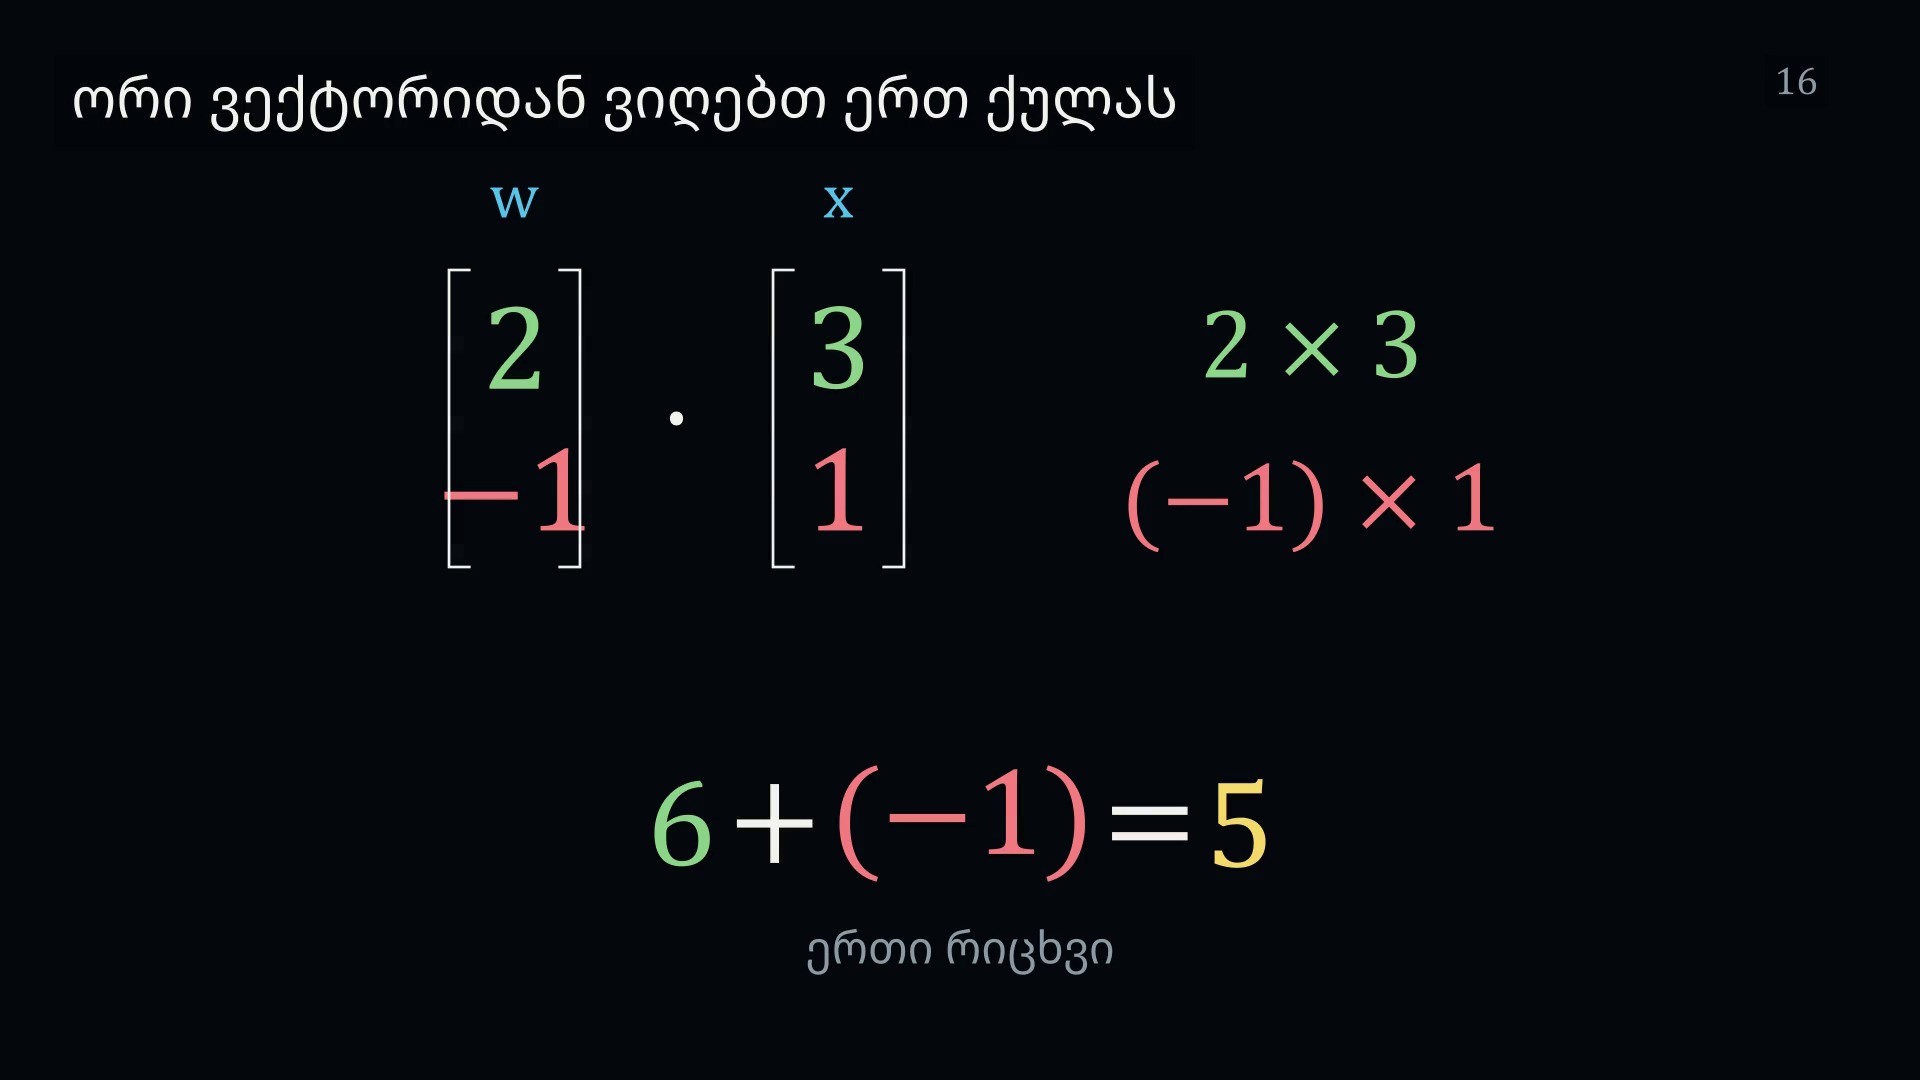 ორი ვექტორიდან ვიღებთ ერთ ქულას
16
w x
[2 −1] · [3 1]
2 × 3
(−1) × 1
6 + (−1) = 5
ერთი რიცხვი